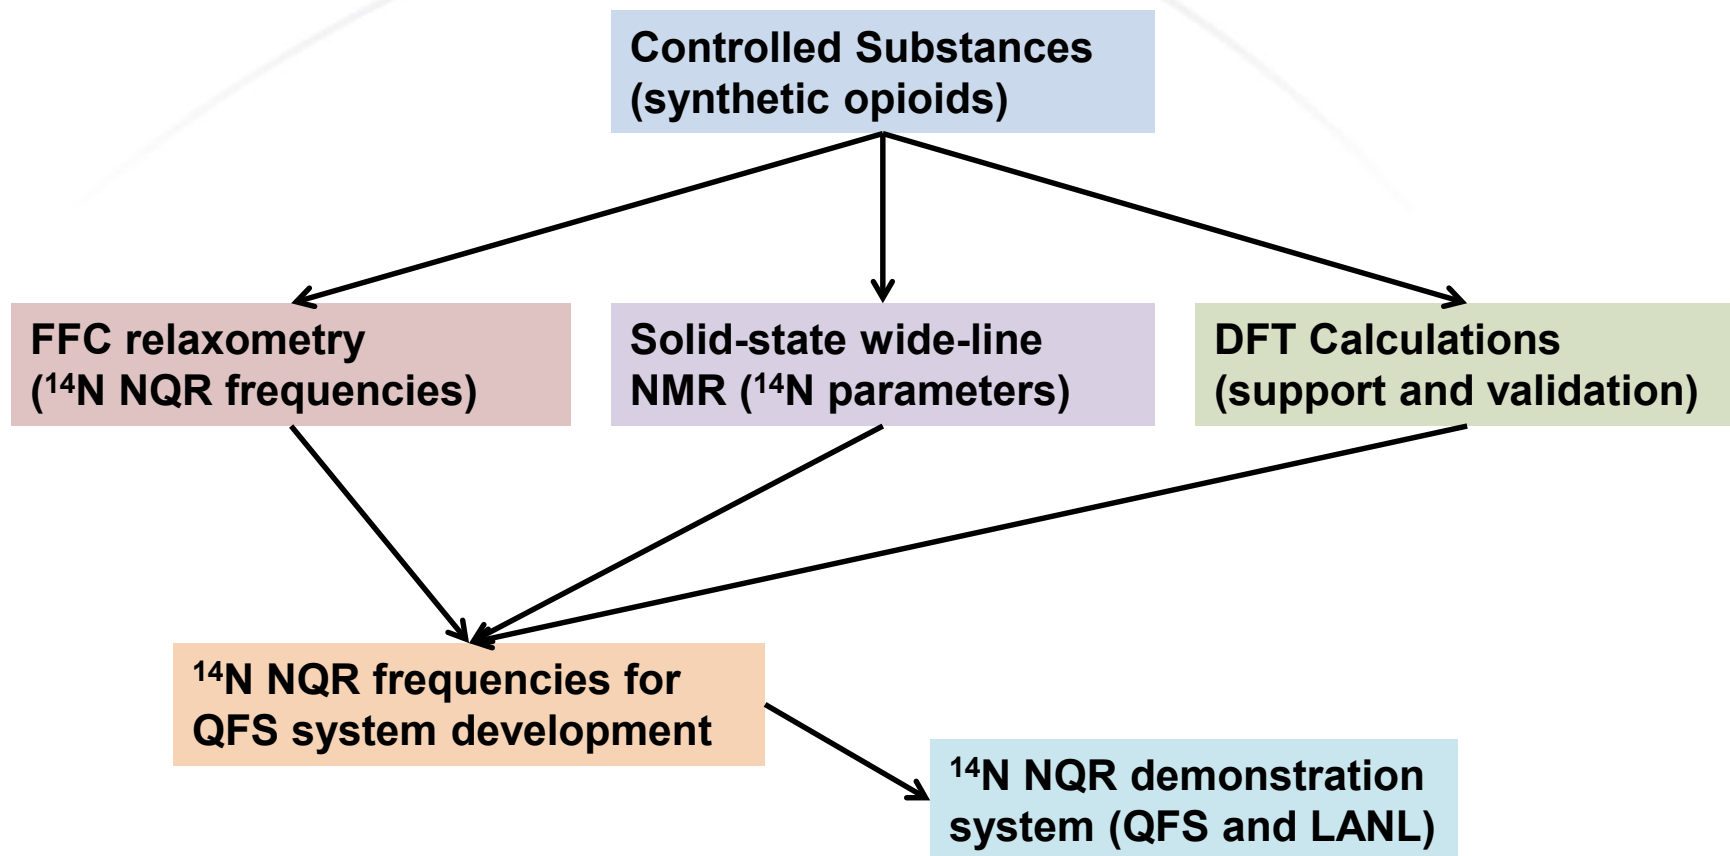 Controlled Substances
(synthetic opioids)
FFC relaxometry
(¹⁴N NQR frequencies)
Solid-state wide-line
NMR (¹⁴N parameters)
DFT Calculations
(support and validation)
¹⁴N NQR frequencies for
QFS system development
¹⁴N NQR demonstration
system (QFS and LANL)